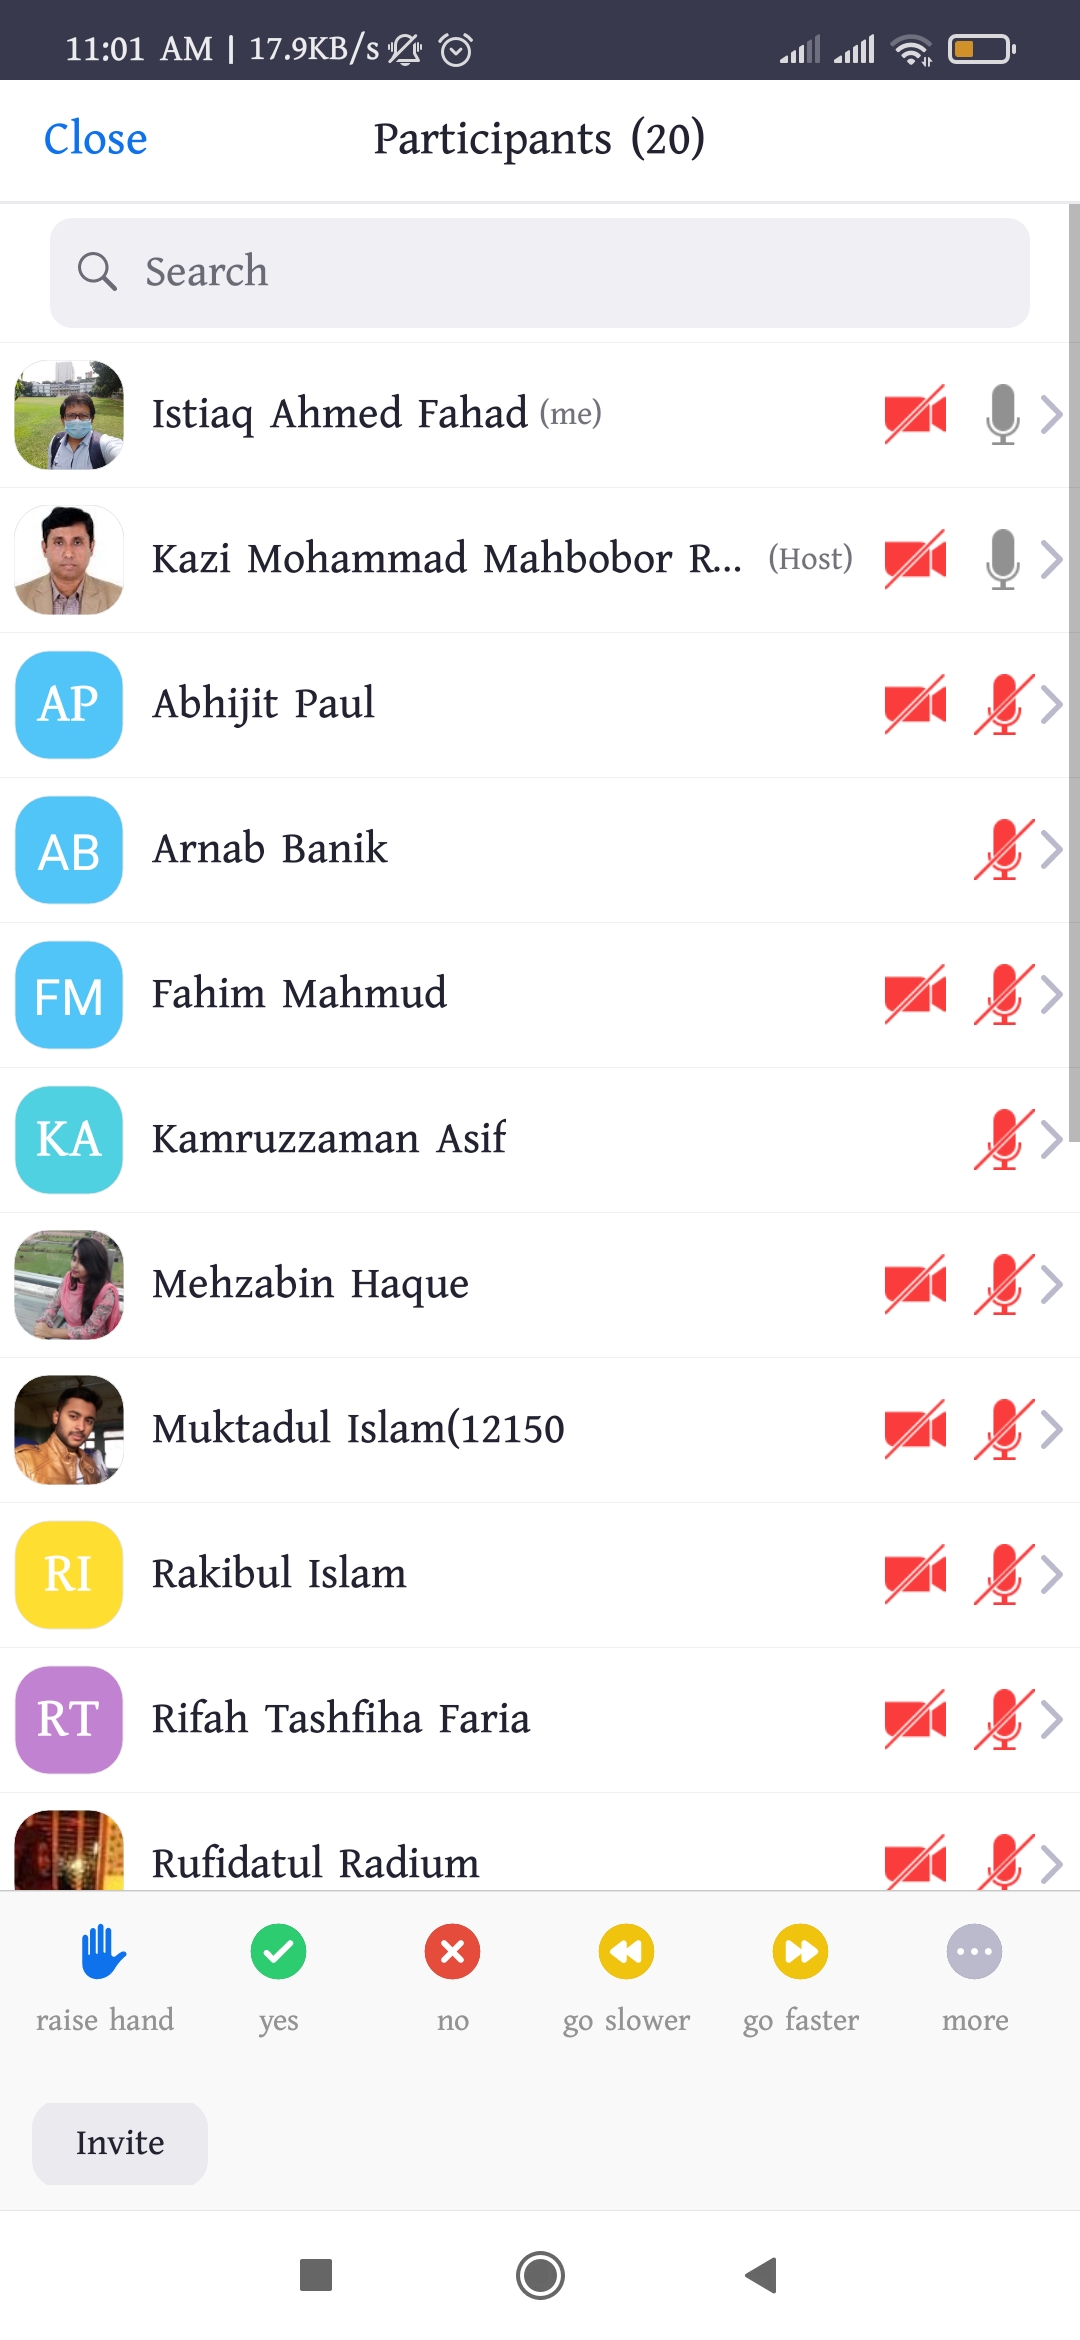 11:01 AM | 17.9KB/s
Close
Participants (20)
Search
Istiaq Ahmed Fahad (me)
Kazi Mohammad Mahbobor R... (Host)
AP Abhijit Paul
AB Arnab Banik
FM Fahim Mahmud
KA Kamruzzaman Asif
Mehzabin Haque
Muktadul Islam(12150
RI Rakibul Islam
RT Rifah Tashfiha Faria
Rufidatul Radium
raise hand yes no go slower go faster more
Invite